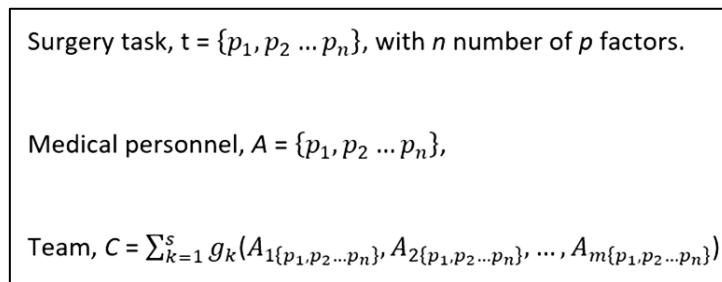 Surgery task, t = {p₁, p₂ … pₙ}, with n number of p factors.
Medical personnel, A = {p₁, p₂ … pₙ},
Team, C = ∑ₖ₌₁ˢ gₖ(A₁{p₁,p₂…pₙ}, A₂{p₁,p₂…pₙ}, … , Aₘ{p₁,p₂…pₙ})